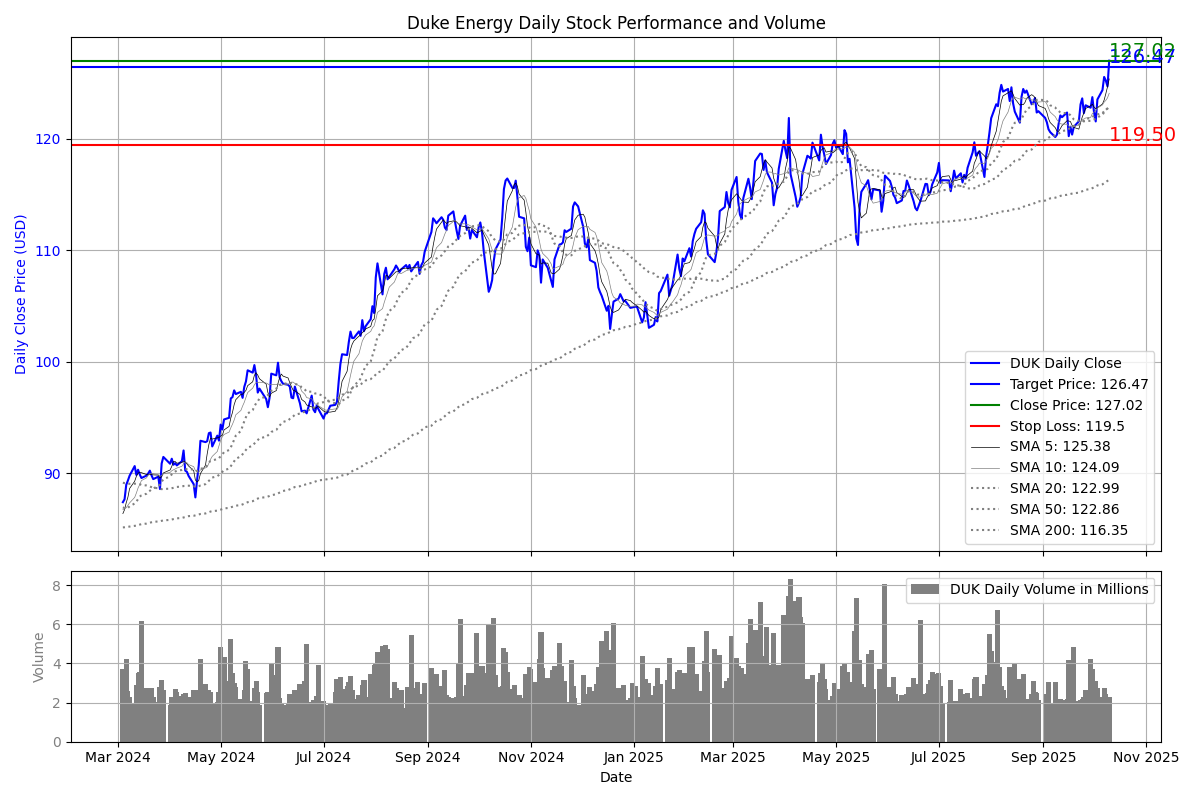 Duke Energy Daily Stock Performance and Volume
127.02
126.47
120
119.50
110
100
90
Daily Close Price (USD)
DUK Daily Close
Target Price: 126.47
Close Price: 127.02
Stop Loss: 119.5
SMA 5: 125.38
SMA 10: 124.09
SMA 20: 122.99
SMA 50: 122.86
SMA 200: 116.35
8
6
4
2
0
Volume
DUK Daily Volume in Millions
Mar 2024 May 2024 Jul 2024 Sep 2024 Nov 2024 Jan 2025 Mar 2025 May 2025 Jul 2025 Sep 2025 Nov 2025
Date